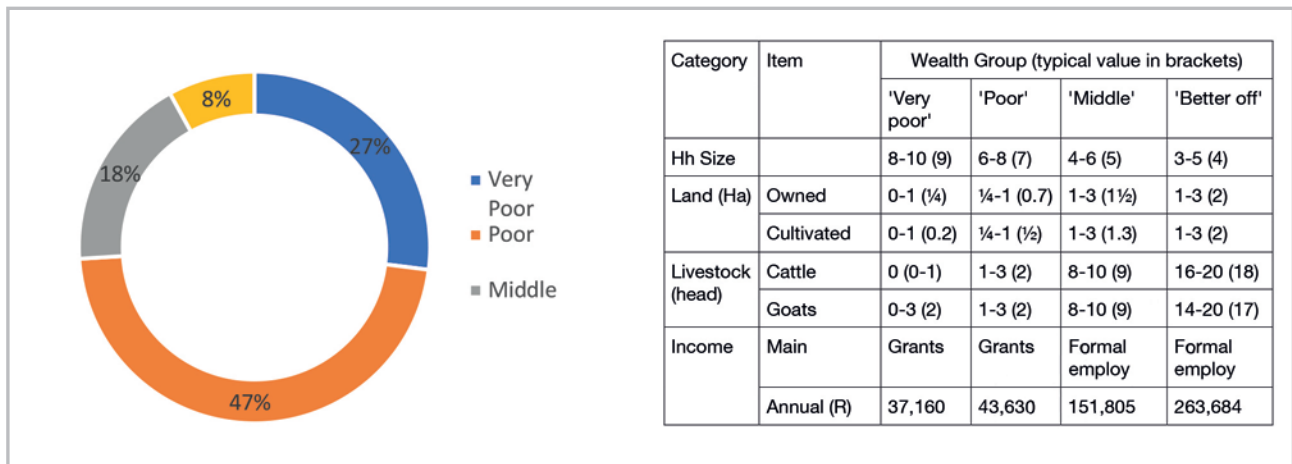 8%
27%
18%
47%
Very
Poor
Poor
Middle
Category Item Wealth Group (typical value in brackets)
'Very poor' 'Poor' 'Middle' 'Better off'
Hh Size 8-10 (9) 6-8 (7) 4-6 (5) 3-5 (4)
Land (Ha) Owned 0-1 (¼) ¼-1 (0.7) 1-3 (1½) 1-3 (2)
Cultivated 0-1 (0.2) ¼-1 (½) 1-3 (1.3) 1-3 (2)
Livestock (head) Cattle 0 (0-1) 1-3 (2) 8-10 (9) 16-20 (18)
Goats 0-3 (2) 1-3 (2) 8-10 (9) 14-20 (17)
Income Main Grants Grants Formal employ Formal employ
Annual (R) 37,160 43,630 151,805 263,684